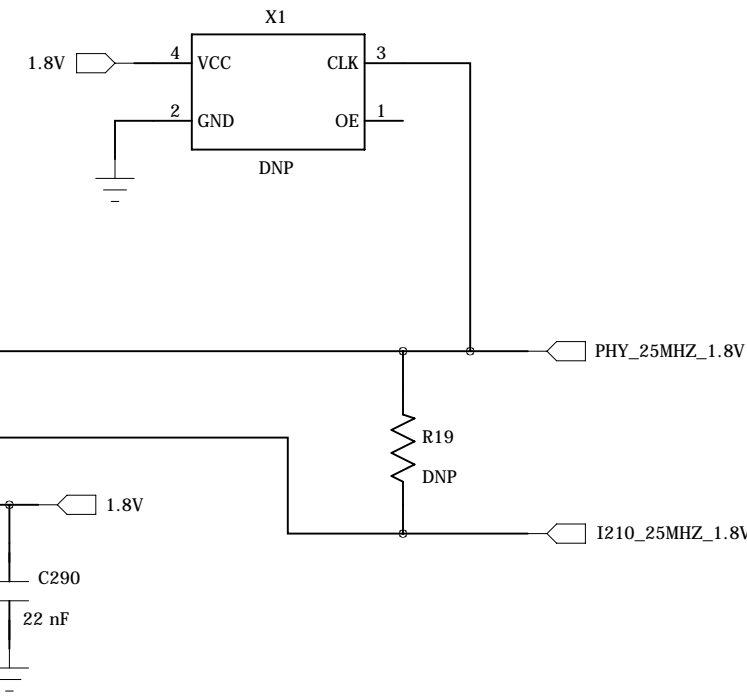 X1
1.8V
4
VCC
CLK
3
2
GND
OE
1
DNP
PHY_25MHZ_1.8V
R19
DNP
1.8V
I210_25MHZ_1.8V
C290
22 nF